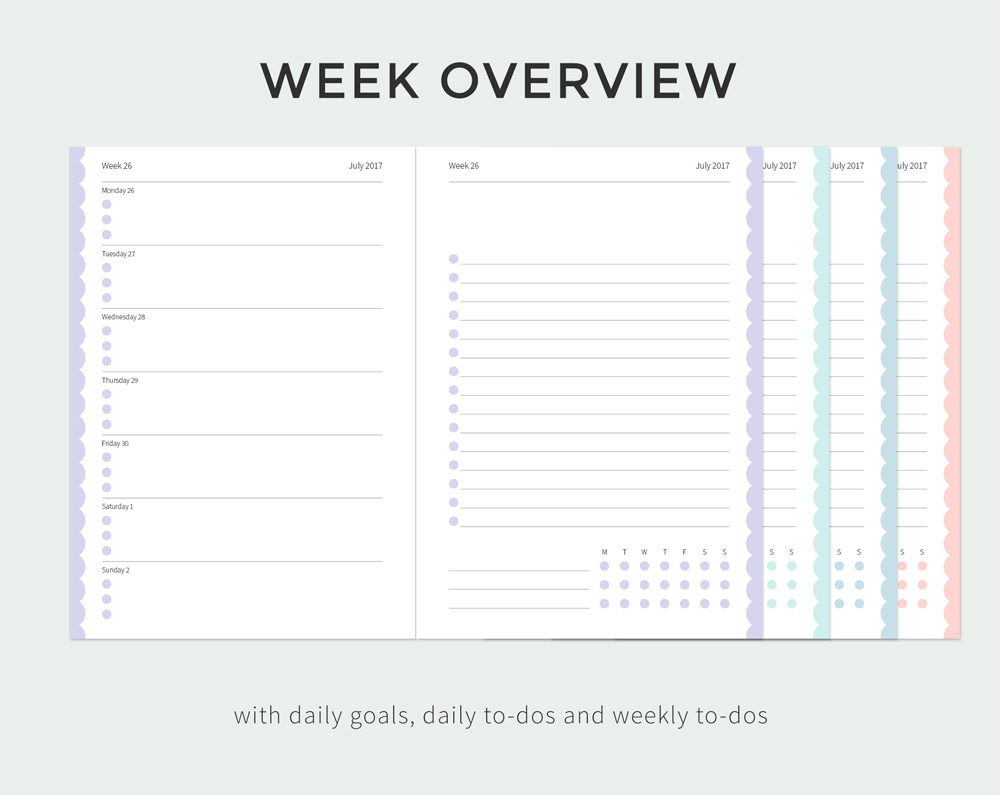 WEEK OVERVIEW
Week 26 July 2017
Monday 26
Tuesday 27
Wednesday 28
Thursday 29
Friday 30
Saturday 1
Sunday 2
Week 26 July 2017
M T W T F S S
July 2017
S S
July 2017
S S
uly 2017
S S
with daily goals, daily to-dos and weekly to-dos